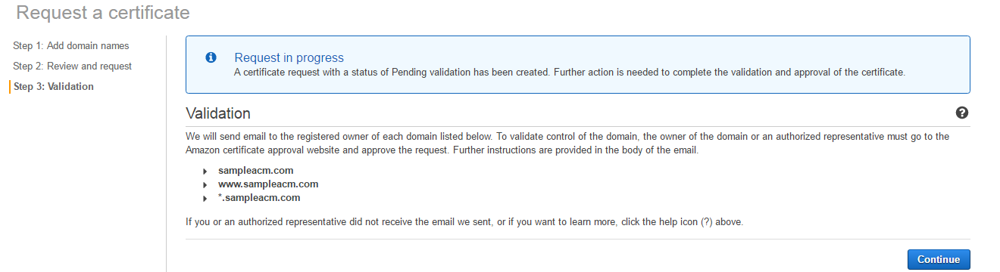 Request a certificate
Step 1: Add domain names
Step 2: Review and request
Step 3: Validation
Request in progress
A certificate request with a status of Pending validation has been created. Further action is needed to complete the validation and approval of the certificate.
Validation
We will send email to the registered owner of each domain listed below. To validate control of the domain, the owner of the domain or an authorized representative must go to the
Amazon certificate approval website and approve the request. Further instructions are provided in the body of the email.
sampleacm.com
www.sampleacm.com
*.sampleacm.com
If you or an authorized representative did not receive the email we sent, or if you want to learn more, click the help icon (?) above.
Continue